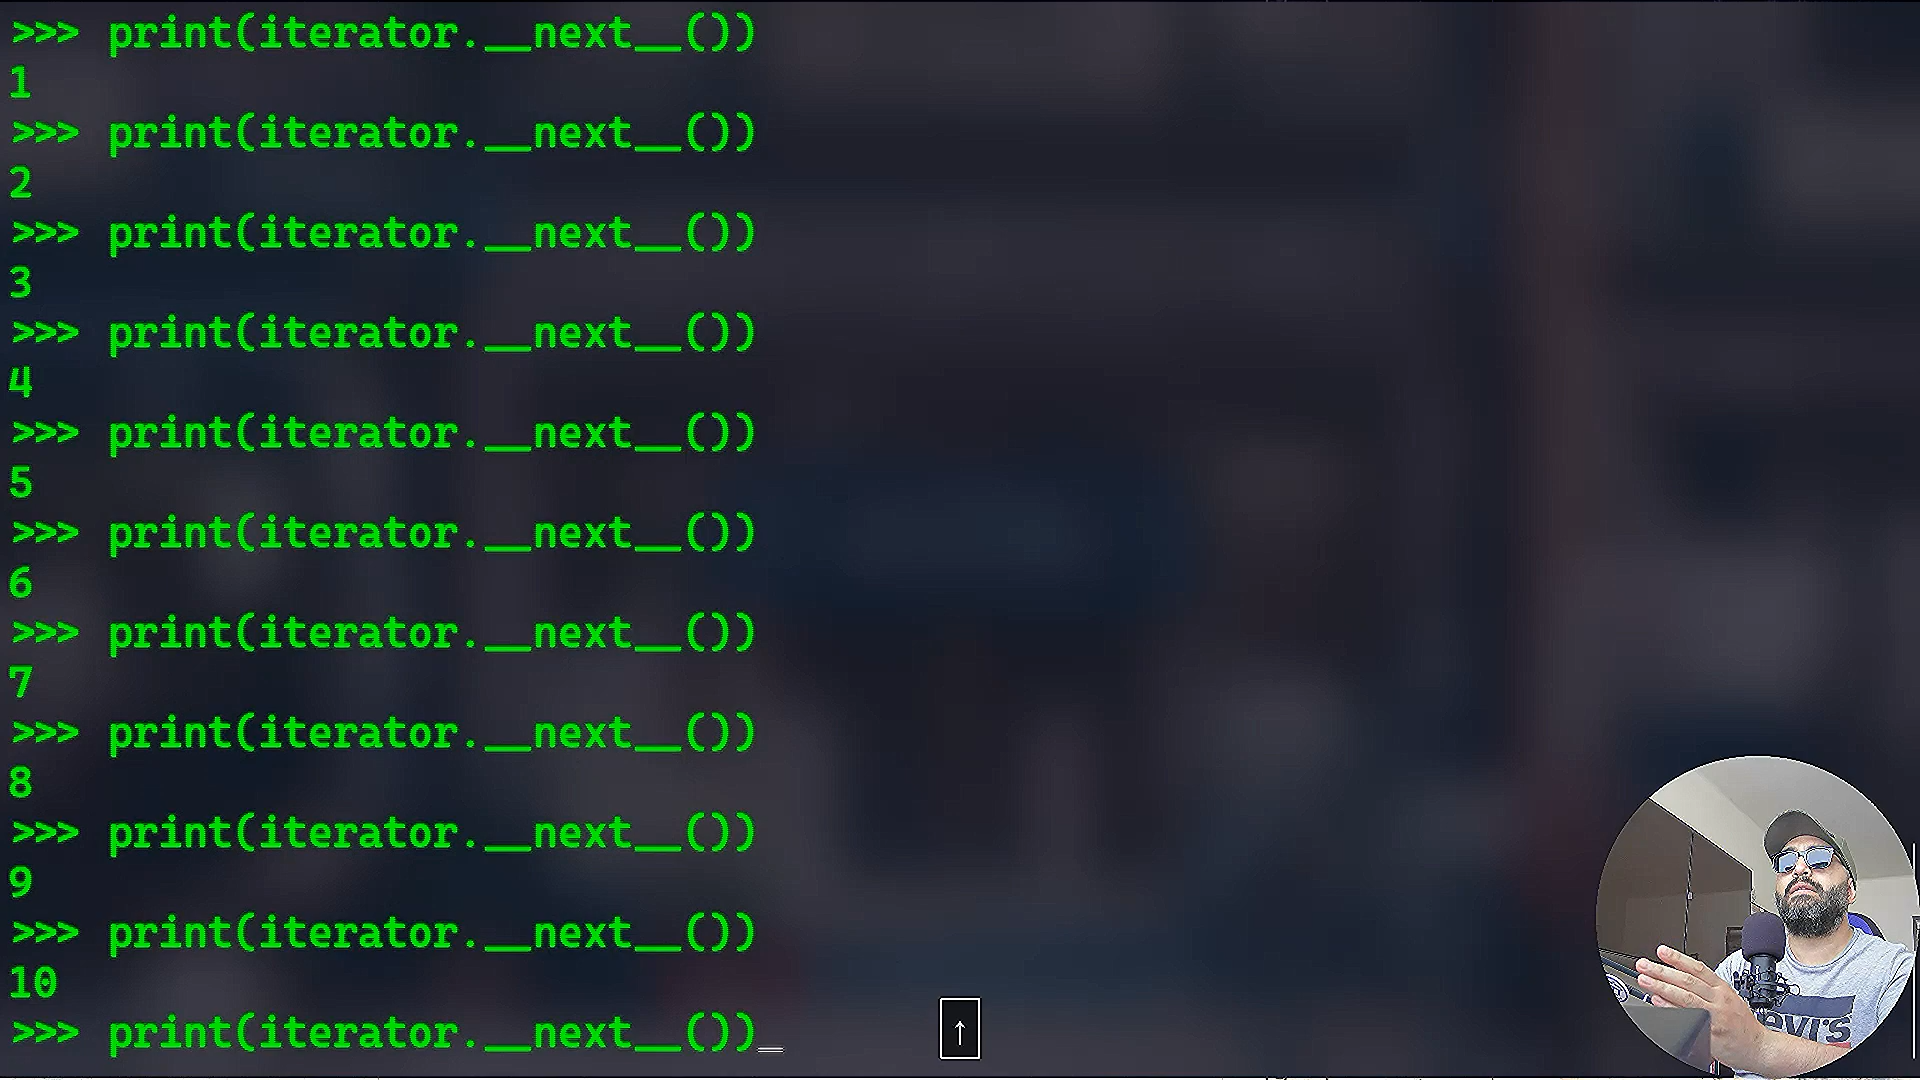 >>> print(iterator.__next__())
1
>>> print(iterator.__next__())
2
>>> print(iterator.__next__())
3
>>> print(iterator.__next__())
4
>>> print(iterator.__next__())
5
>>> print(iterator.__next__())
6
>>> print(iterator.__next__())
7
>>> print(iterator.__next__())
8
>>> print(iterator.__next__())
9
>>> print(iterator.__next__())
10
>>> print(iterator.__next__())_
↑
Levi's